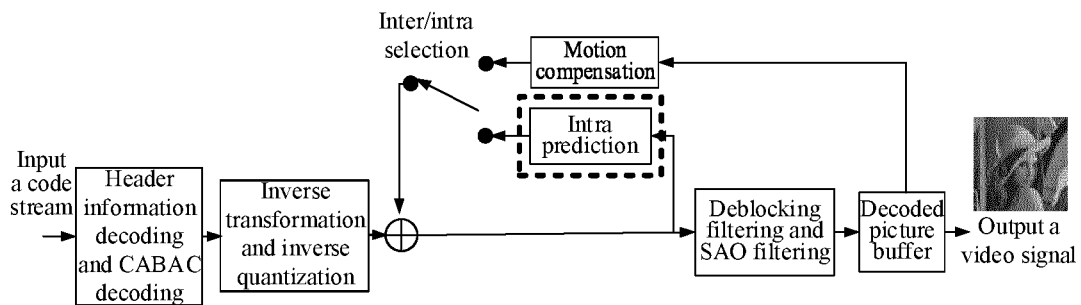 Inter/intra
selection
Motion
compensation
Intra
prediction
Input
a code
stream
Header
information
decoding
and CABAC
decoding
Inverse
transformation
and inverse
quantization
Deblocking
filtering and
SAO filtering
Decoded
picture
buffer
Output a
video signal